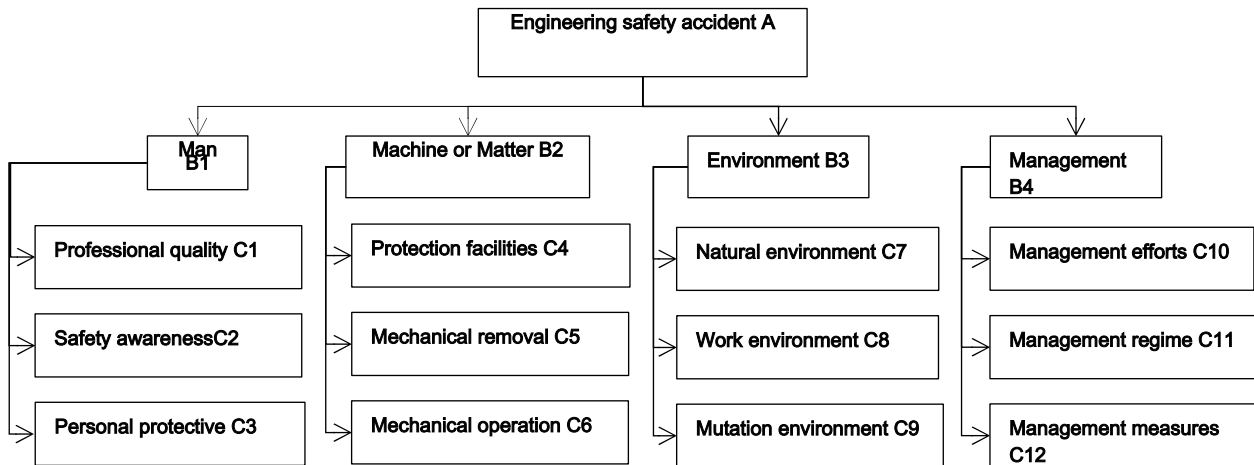 Engineering safety accident A
Man
B1
Machine or Matter B2
Environment B3
Management
B4
Professional quality C1
Safety awarenessC2
Personal protective C3
Protection facilities C4
Mechanical removal C5
Mechanical operation C6
Natural environment C7
Work environment C8
Mutation environment C9
Management efforts C10
Management regime C11
Management measures
C12